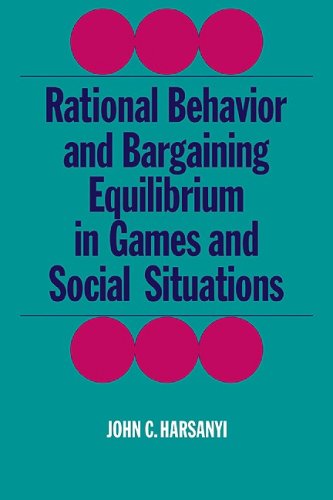 Rational Behavior
and Bargaining
Equilibrium
in Games and
Social Situations
JOHN C. HARSANYI